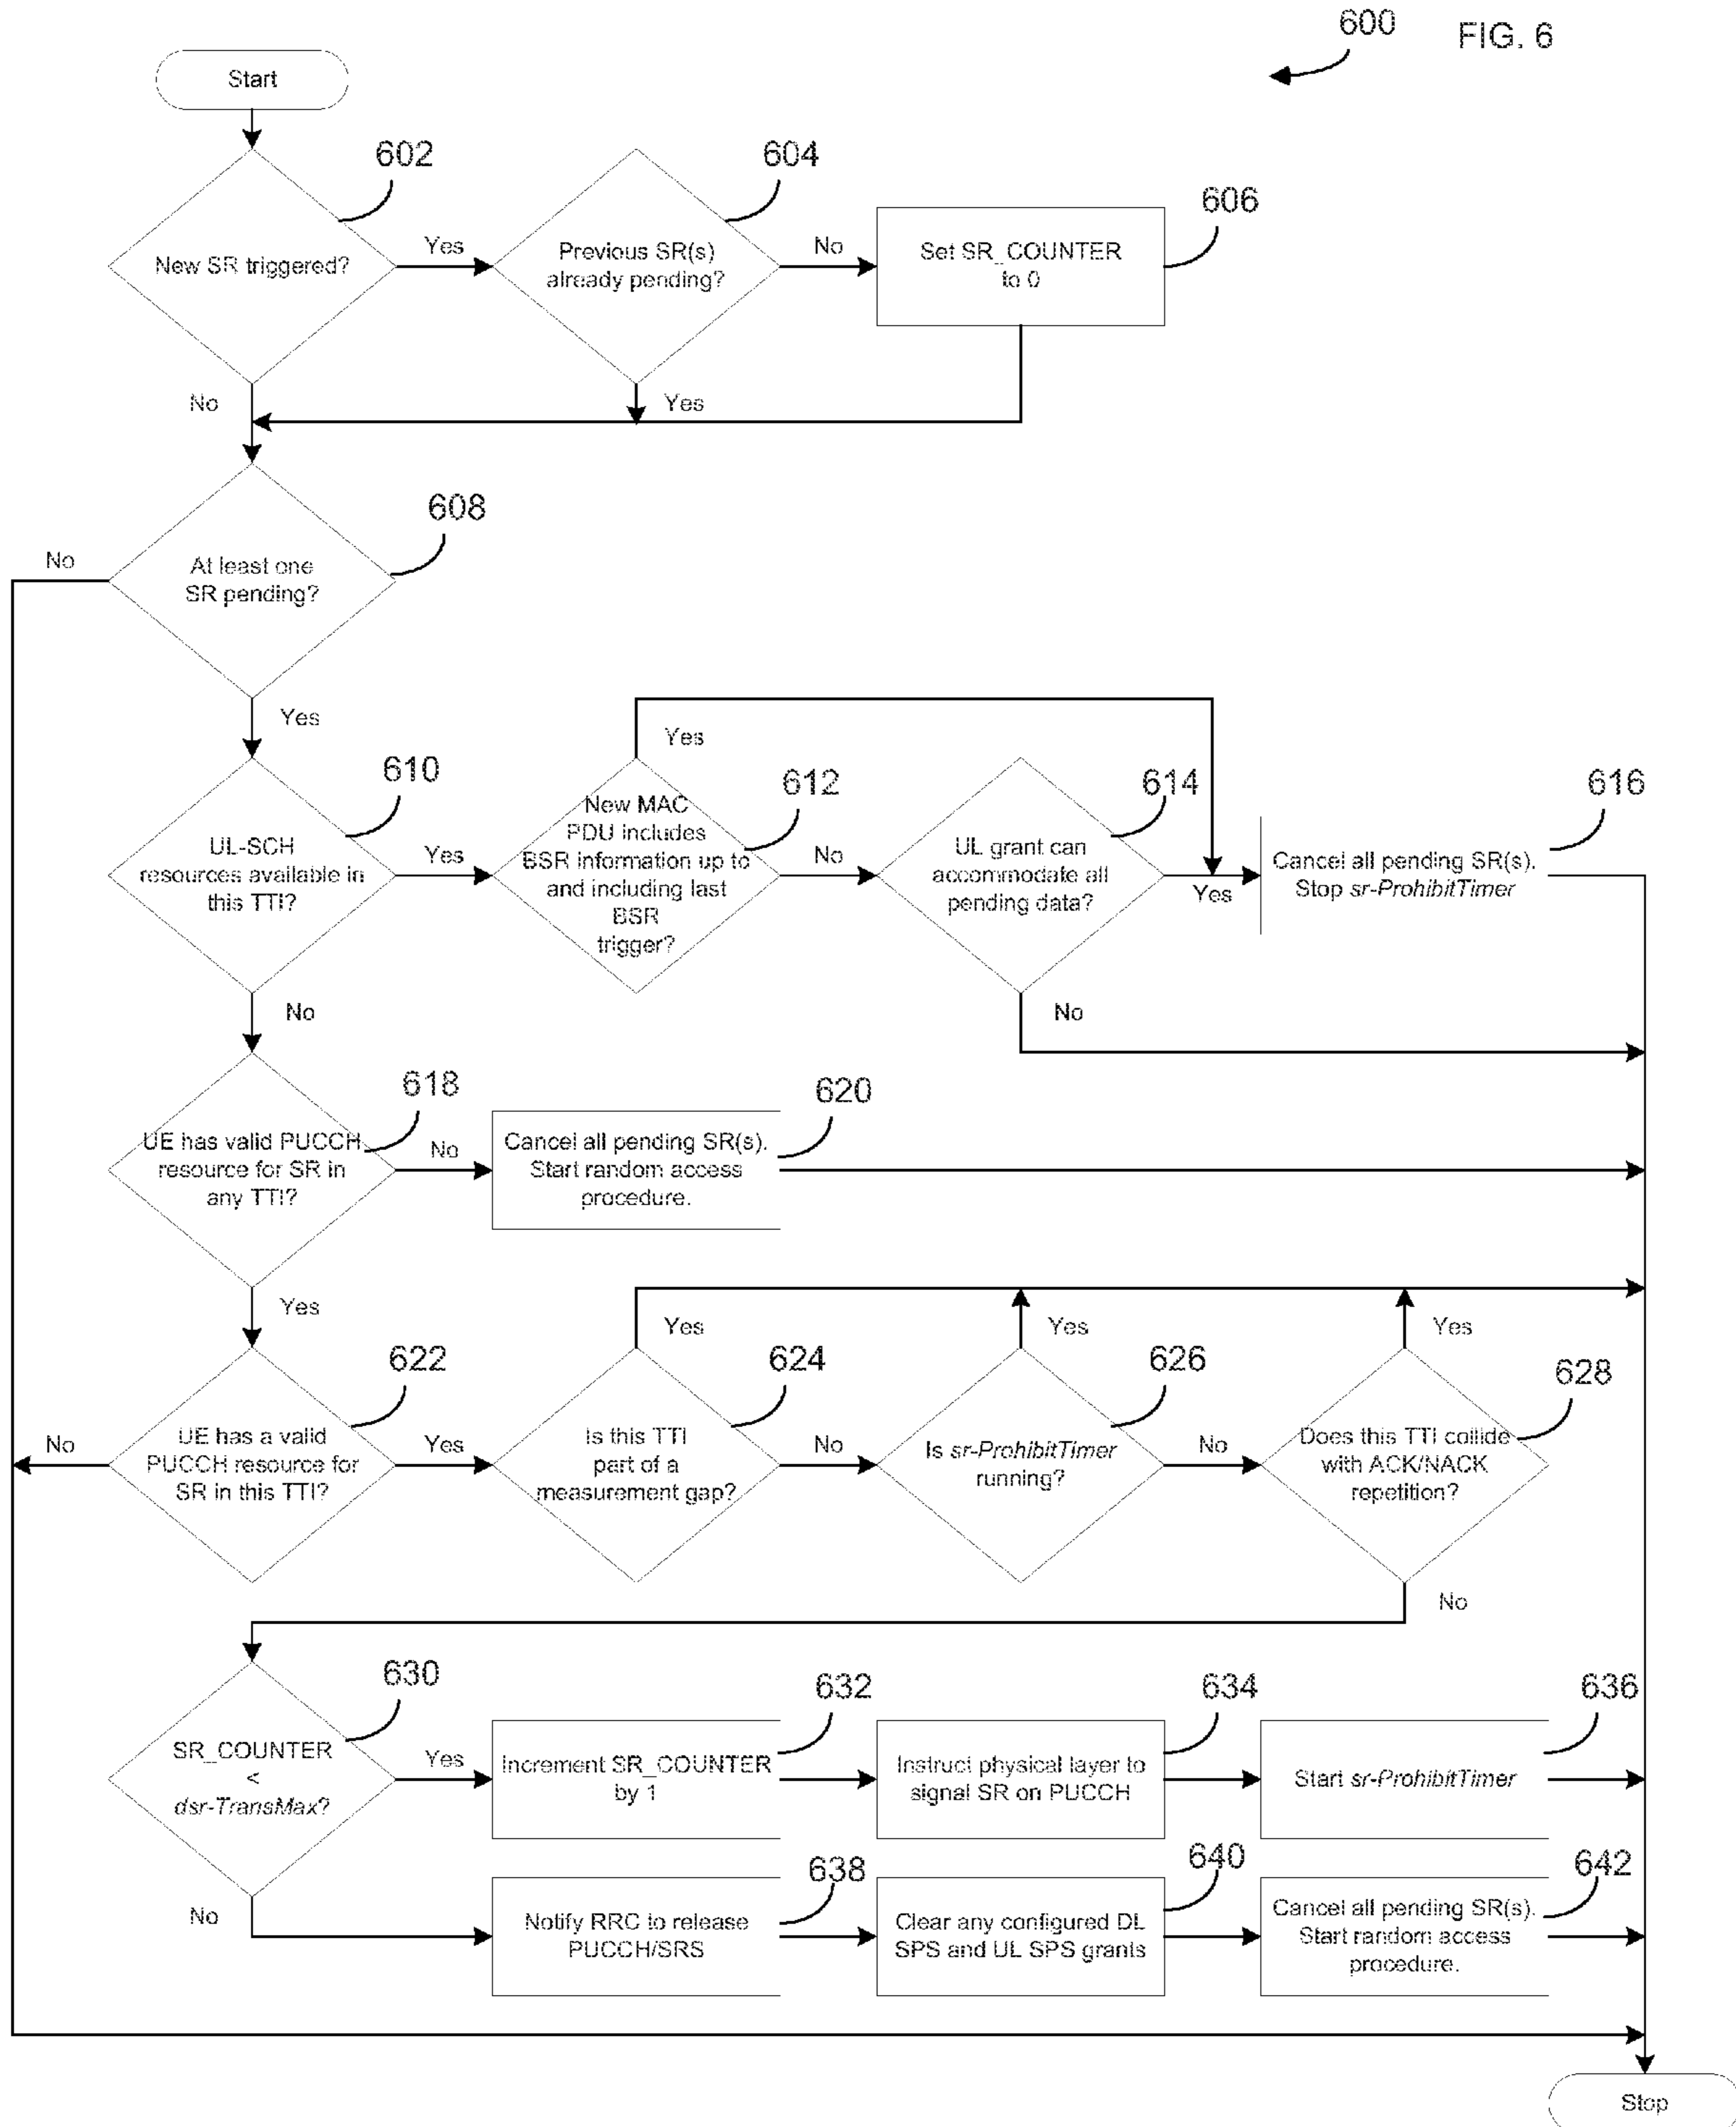 600
FIG. 6
Start
602
604
606
New SR triggered?
Yes
Previous SR(s)
already pending?
No
Set SR_COUNTER
to 0
No
Yes
608
At least one
SR pending?
No
Yes
Yes
610
612
614
616
UL-SCH
resources available in
this TTI?
Yes
New MAC
PDU includes
BSR information up to
and including last
BSR
trigger?
No
UL grant can
accommodate all
pending data?
Yes
Cancel all pending SR(s).
Stop sr-ProhibitTimer
No
No
618
620
UE has valid PUCCH
resource for SR in
any TTI?
No
Cancel all pending SR(s).
Start random access
procedure.
Yes
Yes
Yes
Yes
622
624
626
628
No
UE has a valid
PUCCH resource for
SR in this TTI?
Yes
Is this TTI
part of a
measurement gap?
No
Is sr-ProhibitTimer
running?
No
Does this TTI collide
with ACK/NACK
repetition?
No
630
632
634
636
SR_COUNTER
<
dsr-TransMax?
Yes
Increment SR_COUNTER
by 1
Instruct physical layer to
signal SR on PUCCH
Start sr-ProhibitTimer
638
640
642
No
Notify RRC to release
PUCCH/SRS
Clear any configured DL
SPS and UL SPS grants
Cancel all pending SR(s).
Start random access
procedure.
Stop